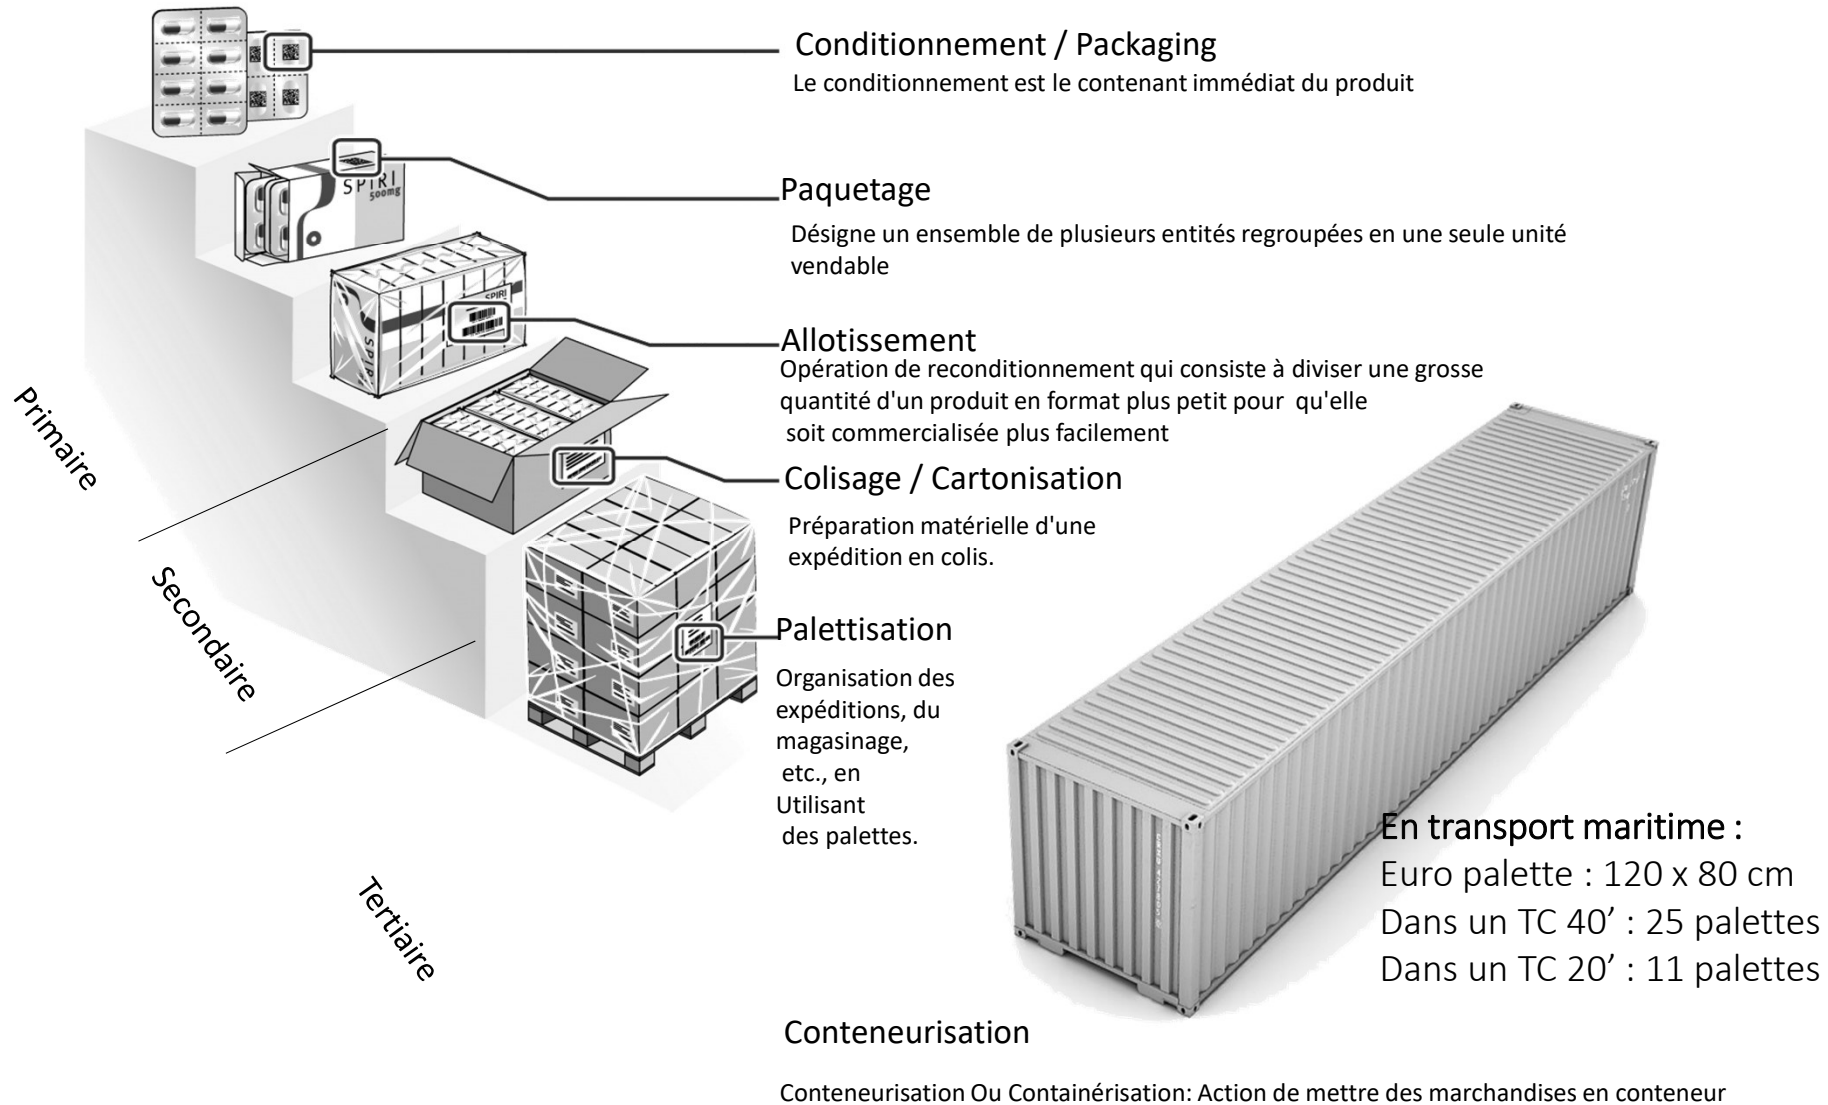 Conditionnement / Packaging
Le conditionnement est le contenant immédiat du produit
SPIRI
500mg
Paquetage
Désigne un ensemble de plusieurs entités regroupées en une seule unité
vendable
SPIRI
SPIRI
Allotissement
Opération de reconditionnement qui consiste à diviser une grosse
quantité d'un produit en format plus petit pour qu'elle
soit commercialisée plus facilement
Colisage / Cartonisation
Préparation matérielle d'une
expédition en colis.
Palettisation
Organisation des
expéditions, du
magasinage,
etc., en
Utilisant
des palettes.
Primaire
Secondaire
Tertiaire
En transport maritime :
Euro palette : 120 x 80 cm
Dans un TC 40’ : 25 palettes
Dans un TC 20’ : 11 palettes
Conteneurisation
Conteneurisation Ou Containérisation: Action de mettre des marchandises en conteneur